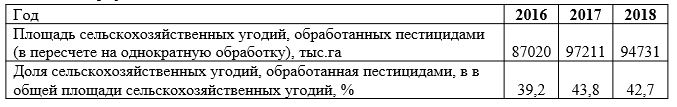 Год 2016 2017 2018
Площадь сельскохозяйственных угодий, обработанных пестицидами
(в пересчете на однократную обработку), тыс.га 87020 97211 94731
Доля сельскохозяйственных угодий, обработанная пестицидами, в в
общей площади сельскохозяйственных угодий, % 39,2 43,8 42,7